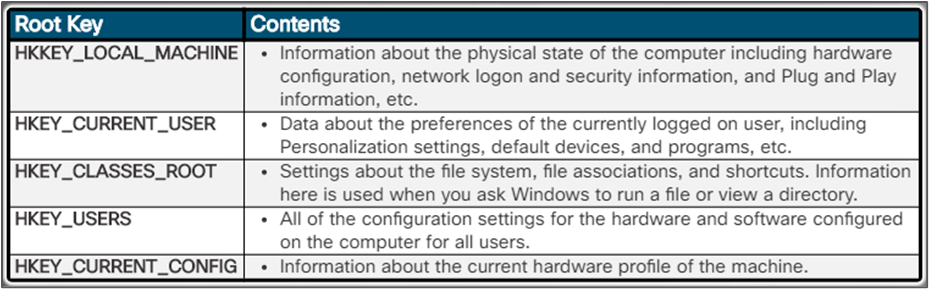 Root Key Contents
HKKEY_LOCAL_MACHINE • Information about the physical state of the computer including hardware
configuration, network logon and security information, and Plug and Play
information, etc.
HKEY_CURRENT_USER • Data about the preferences of the currently logged on user, including
Personalization settings, default devices, and programs, etc.
HKEY_CLASSES_ROOT • Settings about the file system, file associations, and shortcuts. Information
here is used when you ask Windows to run a file or view a directory.
HKEY_USERS • All of the configuration settings for the hardware and software configured
on the computer for all users.
HKEY_CURRENT_CONFIG • Information about the current hardware profile of the machine.